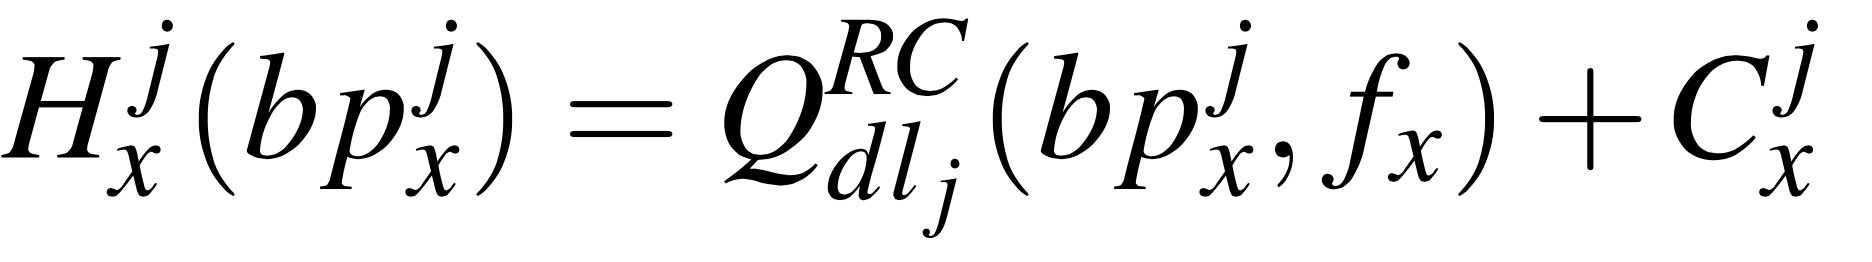 $H_x^j(bp_x^j) = Q_{dl_j}^{RC}(bp_x^j, f_x) + C_x^j$